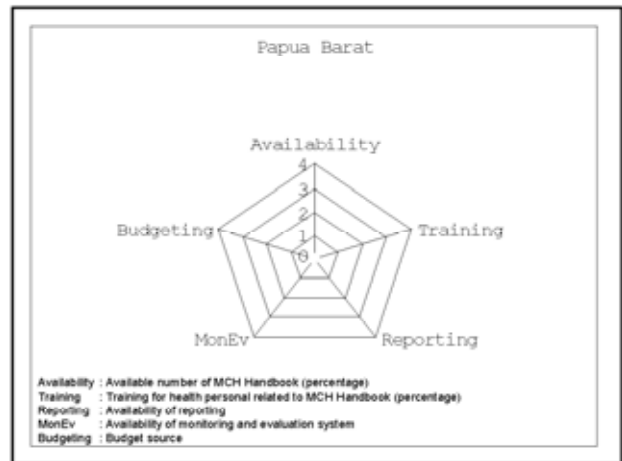 Papua Barat
Availability
4
3
2
1
0
Budgeting
Training
MonEv
Reporting
Availability : Available number of MCH Handbook (percentage)
Training : Training for health personal related to MCH Handbook (percentage)
Reporting : Availability of reporting
MonEv : Availability of monitoring and evaluation system
Budgeting : Budget source